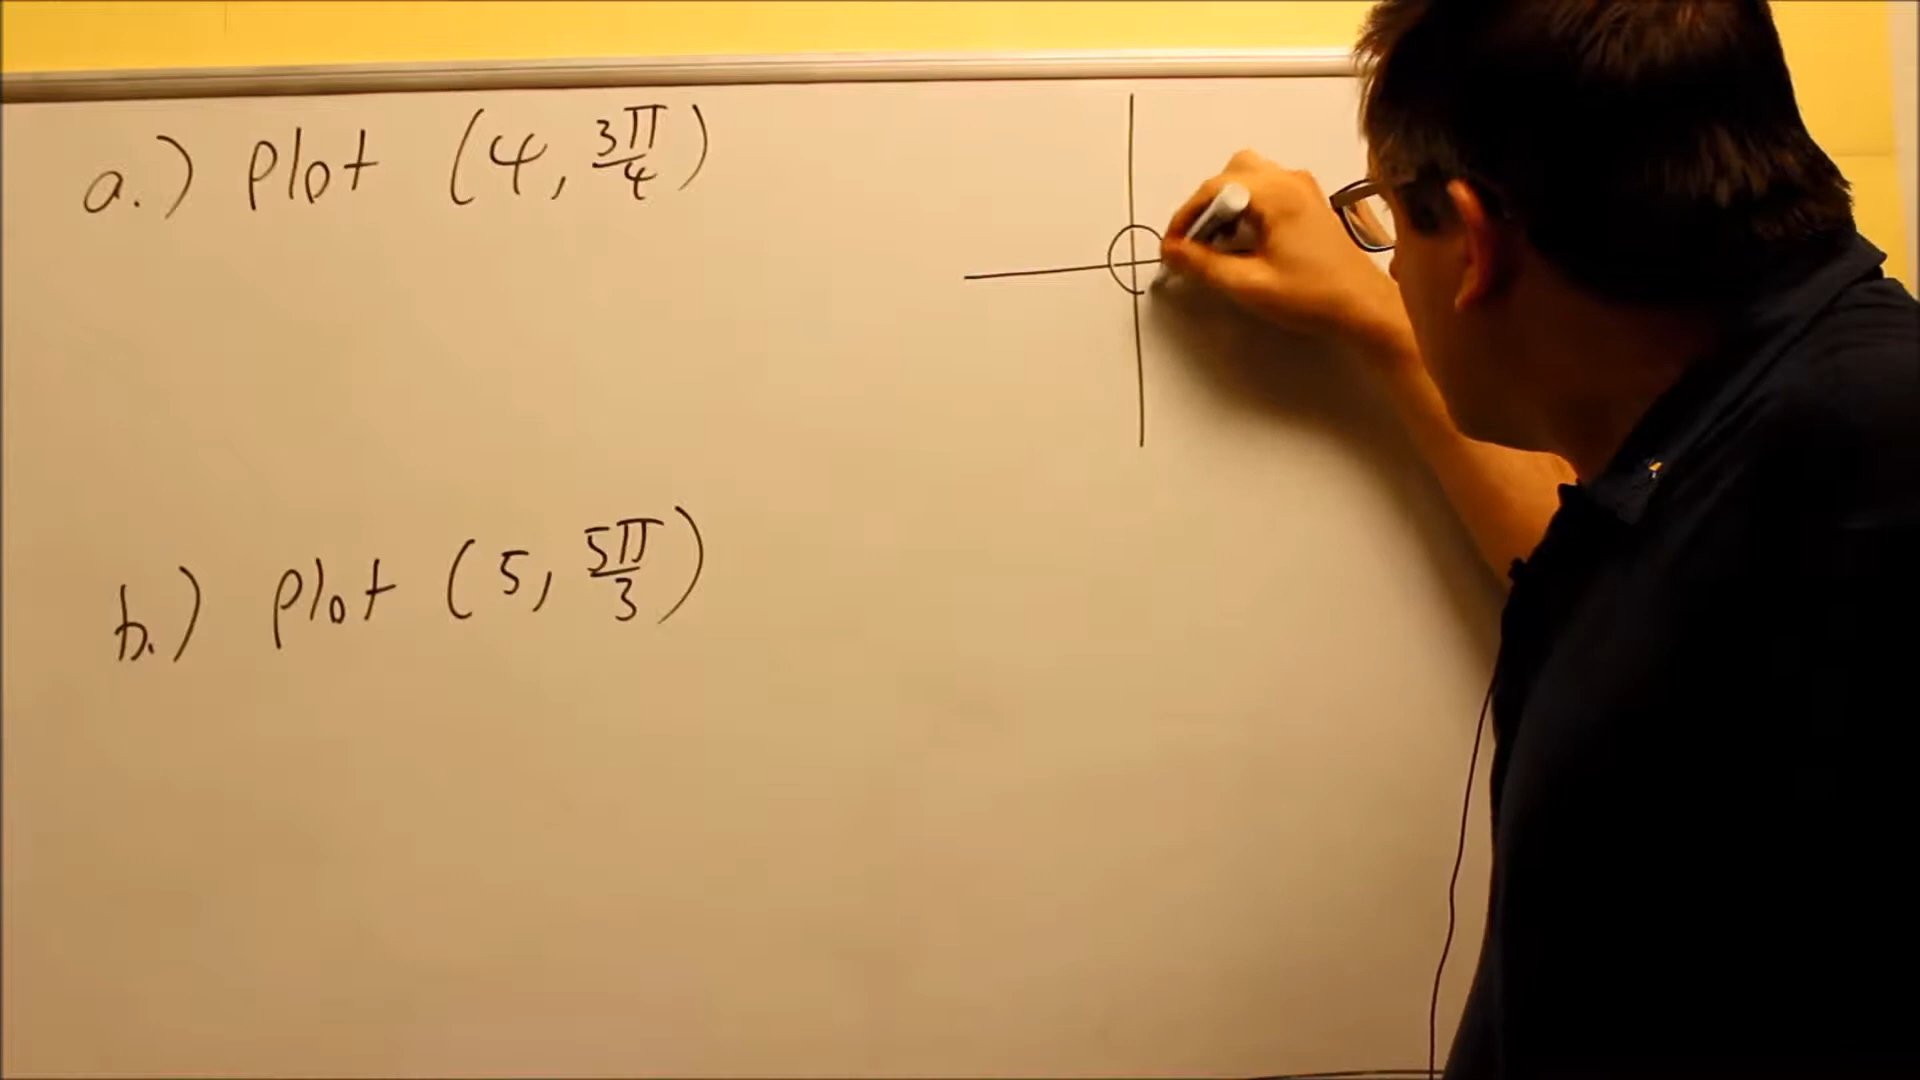 a.) Plot (4, 3π/4)
b.) plot (5, 5π/3)